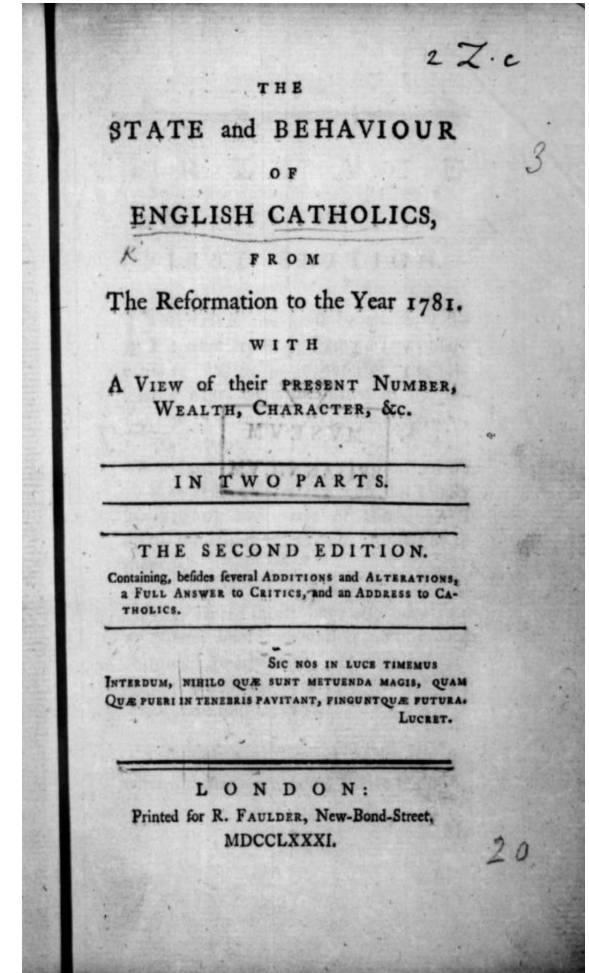 2 Z. c
THE
STATE and BEHAVIOUR
3
OF
ENGLISH CATHOLICS,
K
FROM
The Reformation to the Year 1781.
WITH
A VIEW of their PRESENT NUMBER,
WEALTH, CHARACTER, &c.
IN TWO PARTS.
THE SECOND EDITION.
Containing, beſides ſeveral ADDITIONS and ALTERATIONS,
a FULL ANSWER to CRITICS, and an ADDRESS to CA-
THOLICS.
SIC NOS IN LUCE TIMEMUS
INTERDUM, NIHILO QUÆ SUNT METUENDA MAGIS, QUAM
QUÆ PUERI IN TENEBRIS PAVITANT, FINGUNTQUÆ FUTURA.
LUCRET.
LONDON:
Printed for R. FAULDER, New-Bond-Street,
MDCCLXXXI.
20